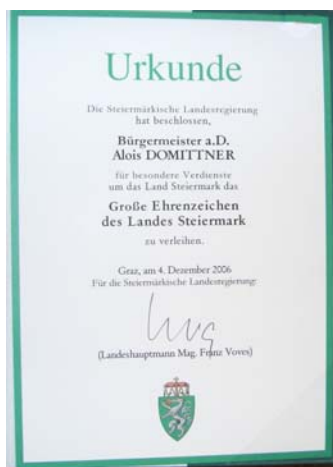 Urkunde
Die Steiermärkische Landesregierung
hat beschlossen,
Bürgermeister a.D.
Alois DOMITTNER
für besondere Verdienste
um das Land Steiermark das
Große Ehrenzeichen
des Landes Steiermark
zu verleihen.
Graz, am 4. Dezember 2006
Für die Steiermärkische Landesregierung:
(Landeshauptmann Mag. Franz Voves)